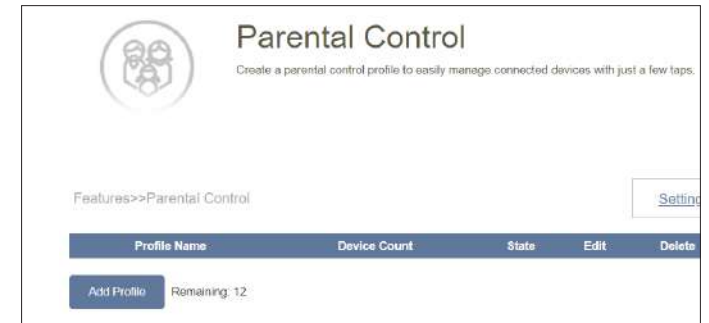 Parental Control
Create a parental control profile to easily manage connected devices with just a few taps.
Features>>Parental Control
Setting
Profile Name Device Count State Edit Delete
Add Profile Remaining: 12